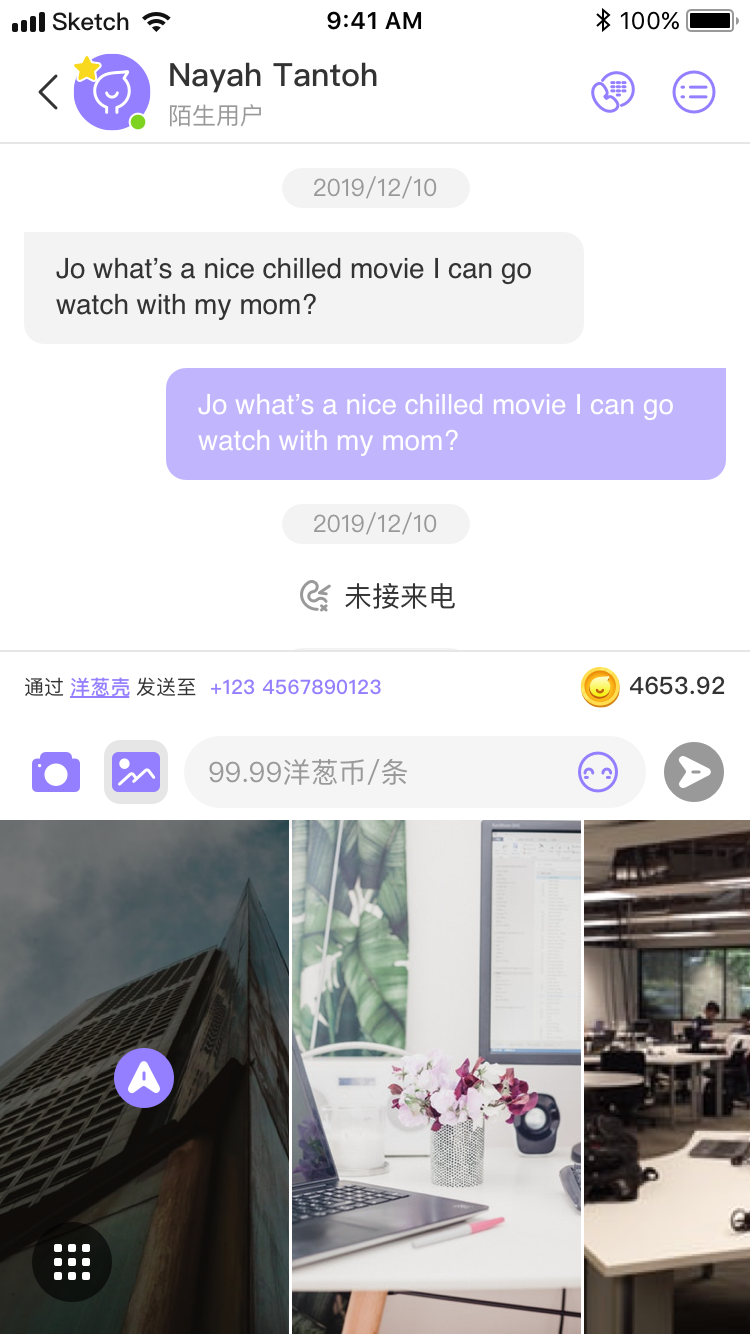 Sketch 9:41 AM 100%
Nayah Tantoh
陌生用户
2019/12/10
Jo what’s a nice chilled movie I can go
watch with my mom?
Jo what’s a nice chilled movie I can go
watch with my mom?
2019/12/10
未接来电
通过 洋葱壳 发送至 +123 4567890123 4653.92
99.99洋葱币/条